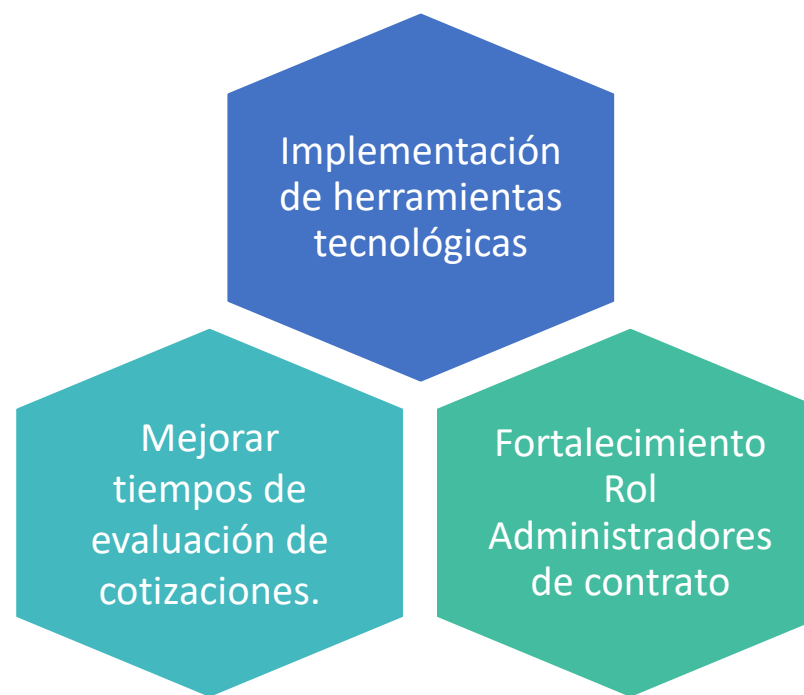 Implementación
de herramientas
tecnológicas
Mejorar
tiempos de
evaluación de
cotizaciones.
Fortalecimiento
Rol
Administradores
de contrato